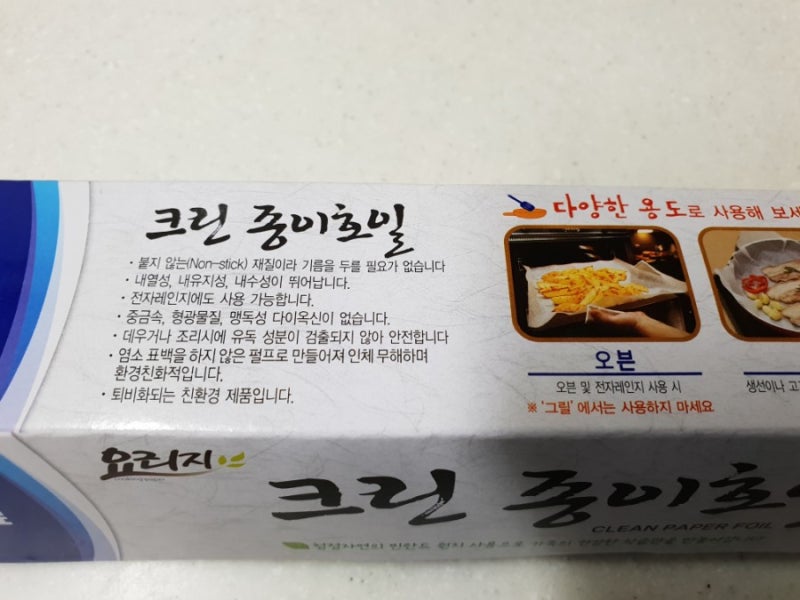 크린 종이호일
· 붙지 않는(Non-stick) 재질이라 기름을 두를 필요가 없습니다
· 내열성, 내유지성, 내수성이 뛰어납니다.
· 전자레인지에도 사용 가능합니다.
· 중금속, 형광물질, 맹독성 다이옥신이 없습니다.
· 데우거나 조리시에 유독 성분이 검출되지 않아 안전합니다
· 염소 표백을 하지 않은 펄프로 만들어져 인체 무해하며
환경친화적입니다.
· 퇴비화되는 친환경 제품입니다.
다양한 용도로 사용해 보세
오븐
오븐 및 전자레인지 사용 시
※ '그릴' 에서는 사용하지 마세요
생선이나 고
요리지
크린 종이호일
CLEAN PAPER FOIL